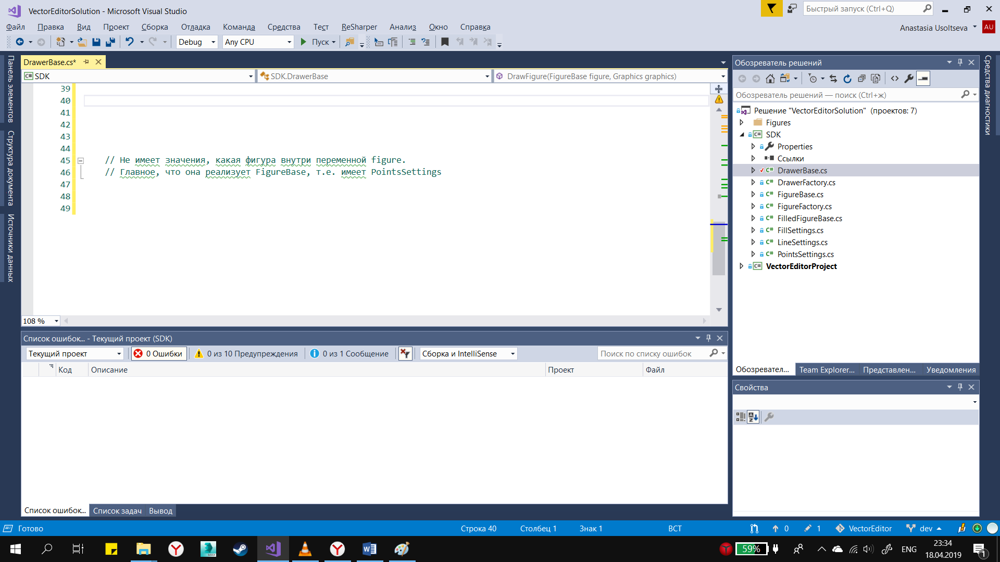 VectorEditorSolution - Microsoft Visual Studio
Быстрый запуск (Ctrl+Q)
Файл Правка Вид Проект Сборка Отладка Команда Средства Тест ReSharper Анализ Окно Справка
Anastasia Usoltseva AU
Debug Any CPU Пуск
Панель элементов
Структура документа
Источники данных
DrawerBase.cs*
SDK SDK.DrawerBase DrawFigure(FigureBase figure, Graphics graphics)
39
40
41
42
43
44
45 // Не имеет значения, какая фигура внутри переменной figure.
46 // Главное, что она реализует FigureBase, т.е. имеет PointsSettings
47
48
49
108 %
Список ошибок... - Текущий проект (SDK)
Текущий проект 0 Ошибки 0 из 10 Предупреждения 0 из 1 Сообщение Сборка и IntelliSense Поиск по списку ошибок
Код Описание Проект Файл
Список ошибок... Список задач Вывод
Обозреватель решений
Обозреватель решений — поиск (Ctrl+ж)
Решение "VectorEditorSolution" (проектов: 7)
Figures
C# SDK
Properties
Ссылки
C# DrawerBase.cs
C# DrawerFactory.cs
C# FigureBase.cs
C# FigureFactory.cs
C# FilledFigureBase.cs
C# FillSettings.cs
C# LineSettings.cs
C# PointsSettings.cs
C# VectorEditorProject
Обозревател... Team Explorer... Представлен... Уведомления
Свойства
Средства диагностики
Готово Строка 40 Столбец 1 Знак 1 ВСТ 0 1 VectorEditor dev
MAX
59% ENG 23:34
18.04.2019 1